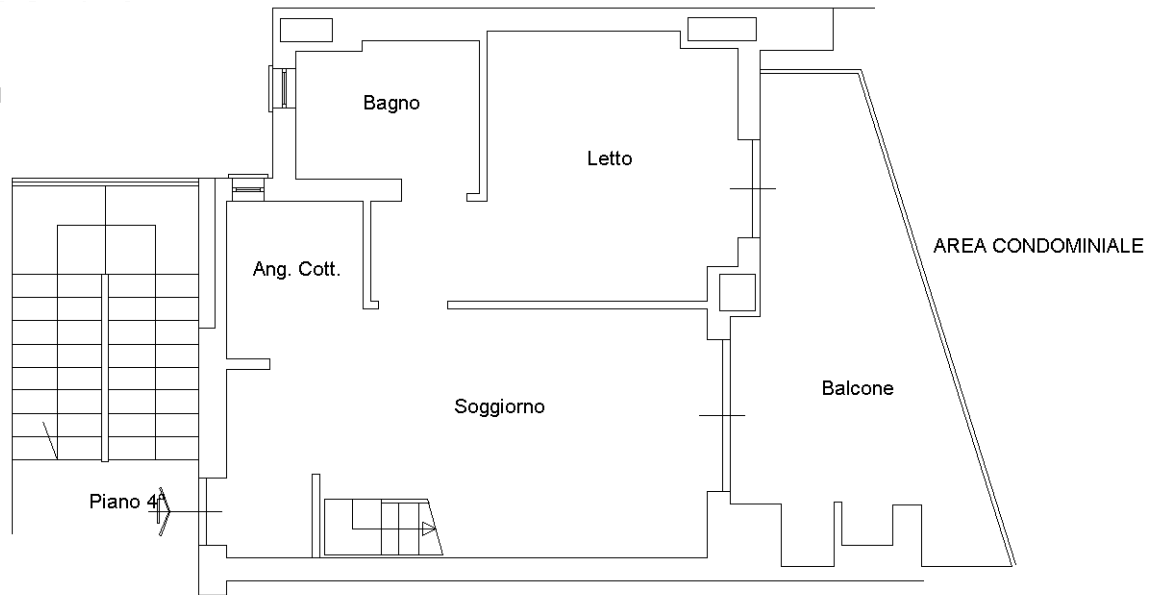 Bagno
Letto
AREA CONDOMINIALE
Ang. Cott.
Balcone
Soggiorno
Piano 4°